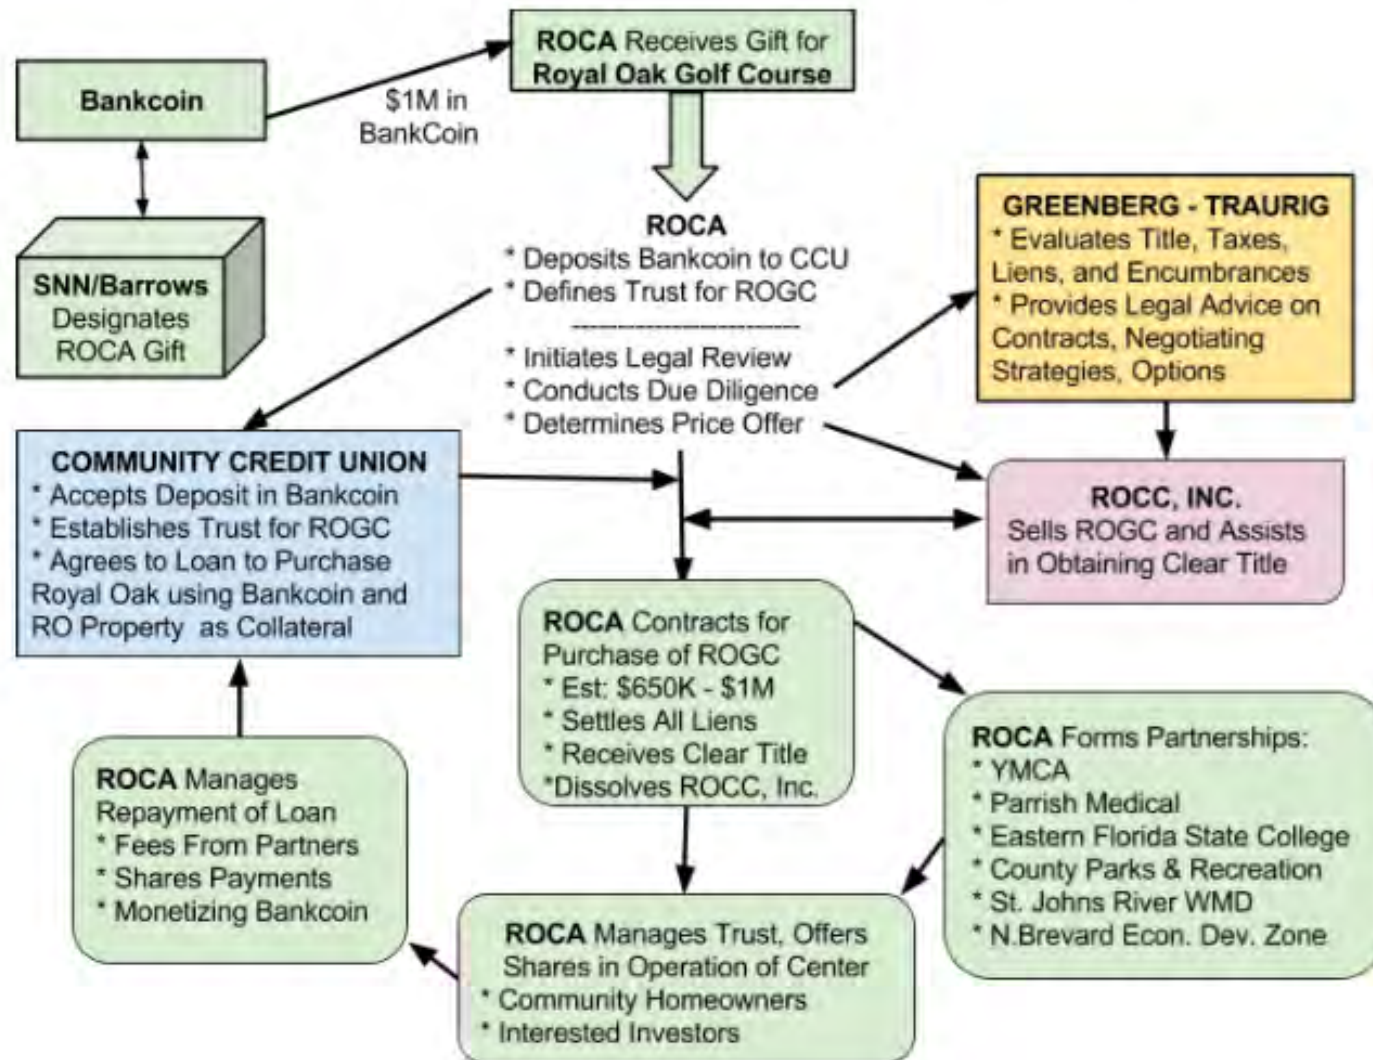 Bankcoin
$1M in
BankCoin
ROCA Receives Gift for
Royal Oak Golf Course
SNN/Barrows
Designates
ROCA Gift
ROCA
* Deposits Bankcoin to CCU
* Defines Trust for ROGC
---------------------------
* Initiates Legal Review
* Conducts Due Diligence
* Determines Price Offer
GREENBERG - TRAURIG
* Evaluates Title, Taxes,
Liens, and Encumbrances
* Provides Legal Advice on
Contracts, Negotiating
Strategies, Options
COMMUNITY CREDIT UNION
* Accepts Deposit in Bankcoin
* Establishes Trust for ROGC
* Agrees to Loan to Purchase
Royal Oak using Bankcoin and
RO Property as Collateral
ROCC, INC.
Sells ROGC and Assists
in Obtaining Clear Title
ROCA Contracts for
Purchase of ROGC
* Est: $650K - $1M
* Settles All Liens
* Receives Clear Title
*Dissolves ROCC, Inc.
ROCA Forms Partnerships:
* YMCA
* Parrish Medical
* Eastern Florida State College
* County Parks & Recreation
* St. Johns River WMD
* N.Brevard Econ. Dev. Zone
ROCA Manages
Repayment of Loan
* Fees From Partners
* Shares Payments
* Monetizing Bankcoin
ROCA Manages Trust, Offers
Shares in Operation of Center
* Community Homeowners
* Interested Investors